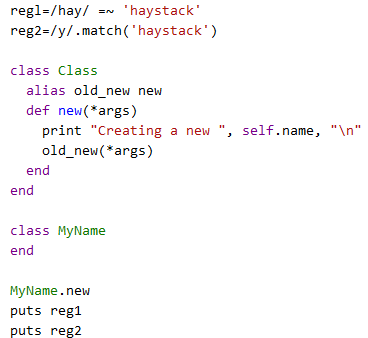 reg1=/hay/ =~ 'haystack'
reg2=/y/.match('haystack')
class Class
alias old_new new
def new(*args)
print "Creating a new ", self.name, "\n"
old_new(*args)
end
end
class MyName
end
MyName.new
puts reg1
puts reg2